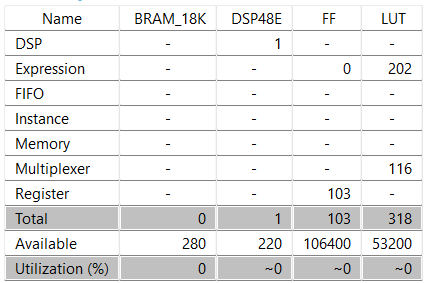 Name BRAM_18K DSP48E FF LUT
DSP - 1 - -
Expression - - 0 202
FIFO - - - -
Instance - - - -
Memory - - - -
Multiplexer - - - 116
Register - - 103 -
Total 0 1 103 318
Available 280 220 106400 53200
Utilization (%) 0 ~0 ~0 ~0